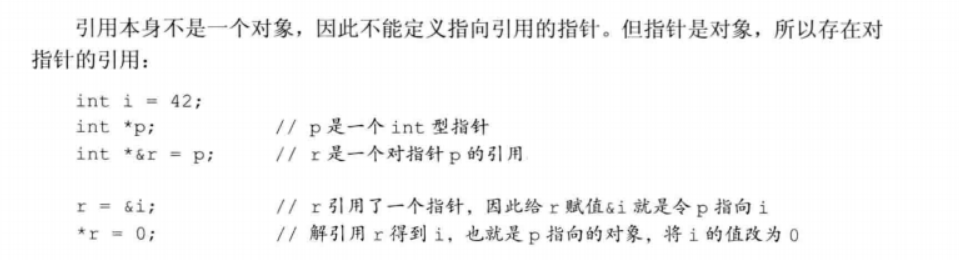 引用本身不是一个对象，因此不能定义指向引用的指针。但指针是对象，所以存在对
指针的引用：
int i = 42;
int *p; // p是一个int型指针
int *&r = p; // r是一个对指针p的引用
r = &i; // r引用了一个指针，因此给r赋值&i就是令p指向i
*r = 0; // 解引用r得到i，也就是p指向的对象，将i的值改为0